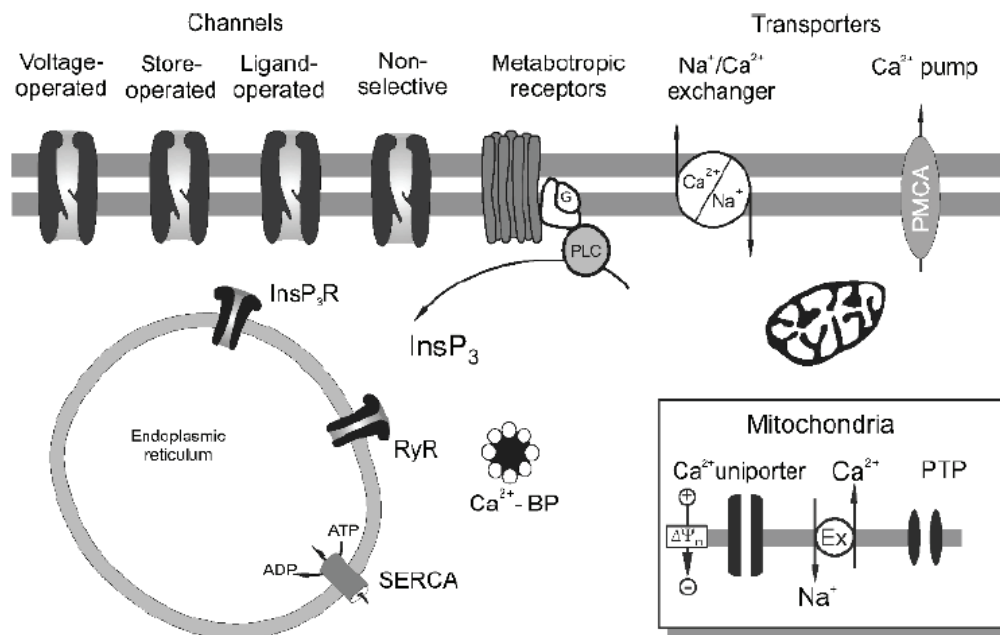 Channels
Transporters
Voltage-
operated
Store-
operated
Ligand-
operated
Non-
selective
Metabotropic
receptors
Na⁺/Ca²⁺
exchanger
Ca²⁺ pump
Ca²⁺
Na⁺
G
PLC
PMCA
InsP₃R
InsP₃
Endoplasmic
reticulum
RyR
Ca²⁺-BP
ATP
ADP
SERCA
Mitochondria
Ca²⁺uniporter
Ca²⁺
PTP
+
ΔΨm
−
Ex
Na⁺